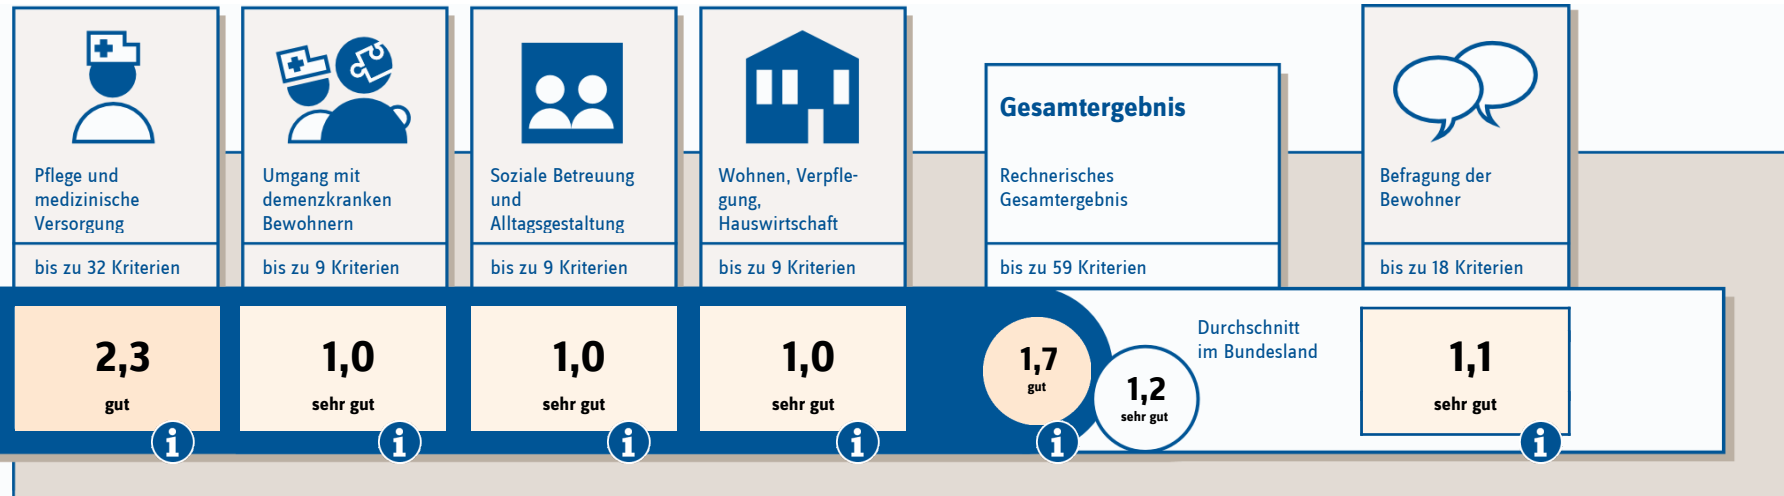 Pflege und
medizinische
Versorgung
bis zu 32 Kriterien
2,3
gut
i
Umgang mit
demenzkranken
Bewohnern
bis zu 9 Kriterien
1,0
sehr gut
i
Soziale Betreuung
und
Alltagsgestaltung
bis zu 9 Kriterien
1,0
sehr gut
i
Wohnen, Verpfle-
gung,
Hauswirtschaft
bis zu 9 Kriterien
1,0
sehr gut
i
Gesamtergebnis
Rechnerisches
Gesamtergebnis
bis zu 59 Kriterien
1,7
gut
i
1,2
sehr gut
Durchschnitt
im Bundesland
Befragung der
Bewohner
bis zu 18 Kriterien
1,1
sehr gut
i